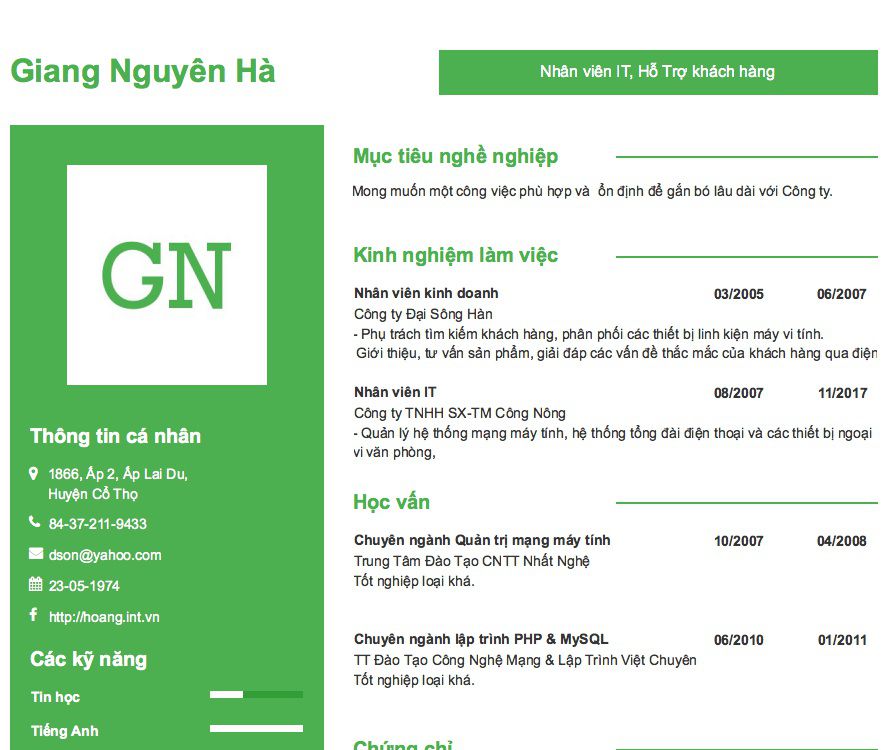 Giang Nguyên Hà
Nhân viên IT, Hỗ Trợ khách hàng
GN
Thông tin cá nhân
1866, Ấp 2, Ấp Lai Du,
Huyện Cổ Thọ
84-37-211-9433
dson@yahoo.com
23-05-1974
http://hoang.int.vn
Các kỹ năng
Tin học
Tiếng Anh
Mục tiêu nghề nghiệp
Mong muốn một công việc phù hợp và ổn định để gắn bó lâu dài với Công ty.
Kinh nghiệm làm việc
Nhân viên kinh doanh 03/2005 06/2007
Công ty Đại Sông Hàn
- Phụ trách tìm kiếm khách hàng, phân phối các thiết bị linh kiện máy vi tính.
Giới thiệu, tư vấn sản phẩm, giải đáp các vấn đề thắc mắc của khách hàng qua điện
Nhân viên IT 08/2007 11/2017
Công ty TNHH SX-TM Công Nông
- Quản lý hệ thống mạng máy tính, hệ thống tổng đài điện thoại và các thiết bị ngoại
vi văn phòng,
Học vấn
Chuyên ngành Quản trị mạng máy tính 10/2007 04/2008
Trung Tâm Đào Tạo CNTT Nhất Nghệ
Tốt nghiệp loại khá.
Chuyên ngành lập trình PHP & MySQL 06/2010 01/2011
TT Đào Tạo Công Nghệ Mạng & Lập Trình Việt Chuyên
Tốt nghiệp loại khá.
Chứng chỉ